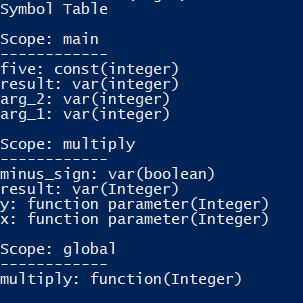 Symbol Table
Scope: main
-------------
five: const(integer)
result: var(integer)
arg_2: var(integer)
arg_1: var(integer)
Scope: multiply
-------------
minus_sign: var(boolean)
result: var(Integer)
y: function parameter(Integer)
x: function parameter(Integer)
Scope: global
-------------
multiply: function(Integer)